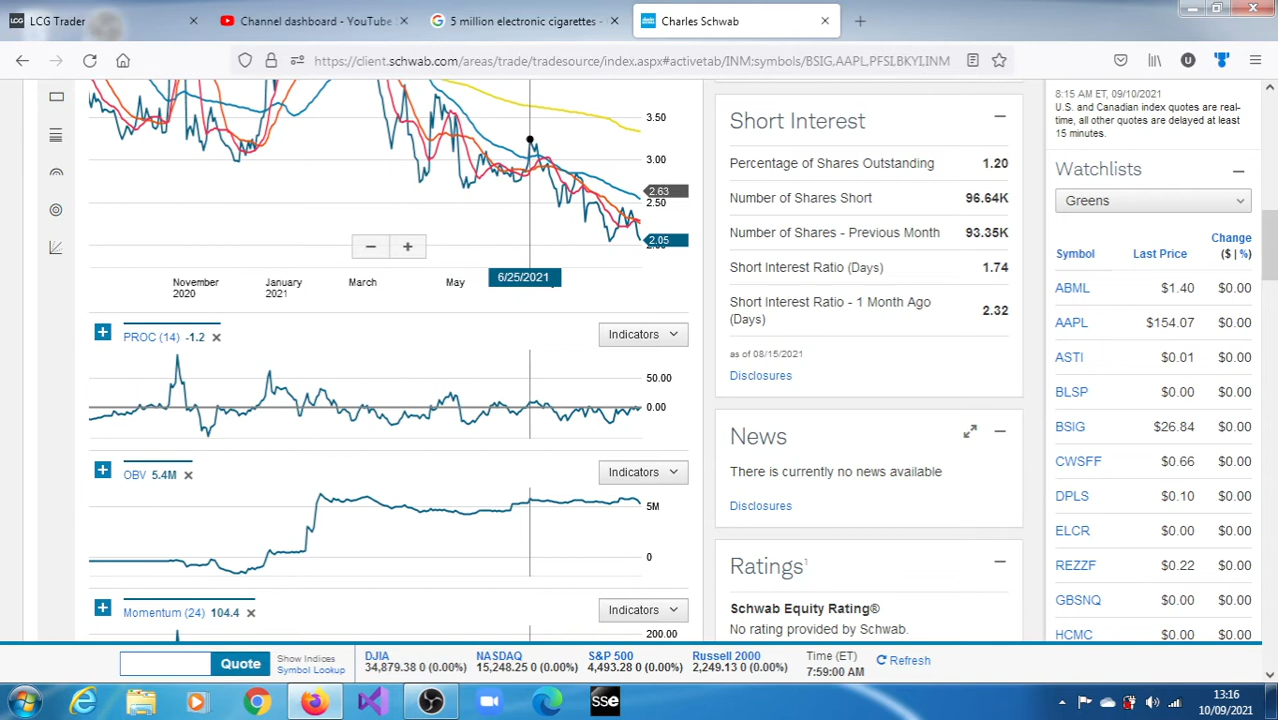 LCG Trader
Channel dashboard - YouTube
5 million electronic cigarettes -
Charles Schwab
https://client.schwab.com/areas/trade/tradesource/index.aspx#activetab/INM:symbols/BSIG.AAPL.PFSI.BKYI.INM
3.50
3.00
2.63
2.50
2.05
November
2020
January
2021
March
May
6/25/2021
PROC (14) -1.2
Indicators
50.00
0.00
OBV 5.4M
Indicators
5M
0
Momentum (24) 104.4
Indicators
200.00
Short Interest
Percentage of Shares Outstanding 1.20
Number of Shares Short 96.64K
Number of Shares - Previous Month 93.35K
Short Interest Ratio (Days) 1.74
Short Interest Ratio - 1 Month Ago
(Days) 2.32
as of 08/15/2021
Disclosures
News
There is currently no news available
Disclosures
Ratings¹
Schwab Equity Rating®
No rating provided by Schwab.
8:15 AM ET, 09/10/2021
U.S. and Canadian index quotes are real-
time, all other quotes are delayed at least
15 minutes.
Watchlists
Greens
Symbol Last Price Change
($ | %)
ABML $1.40 $0.00
AAPL $154.07 $0.00
ASTI $0.01 $0.00
BLSP $0.00 $0.00
BSIG $26.84 $0.00
CWSFF $0.66 $0.00
DPLS $0.10 $0.00
ELCR $0.00 $0.00
REZZF $0.22 $0.00
GBSNQ $0.00 $0.00
HCMC $0.00 $0.00
Quote
Show Indices
Symbol Lookup
DJIA
34,879.38 0 (0.00%)
NASDAQ
15,248.25 0 (0.00%)
S&P 500
4,493.28 0 (0.00%)
Russell 2000
2,249.13 0 (0.00%)
Time (ET)
7:59:00 AM
Refresh
SSE
13:16
10/09/2021